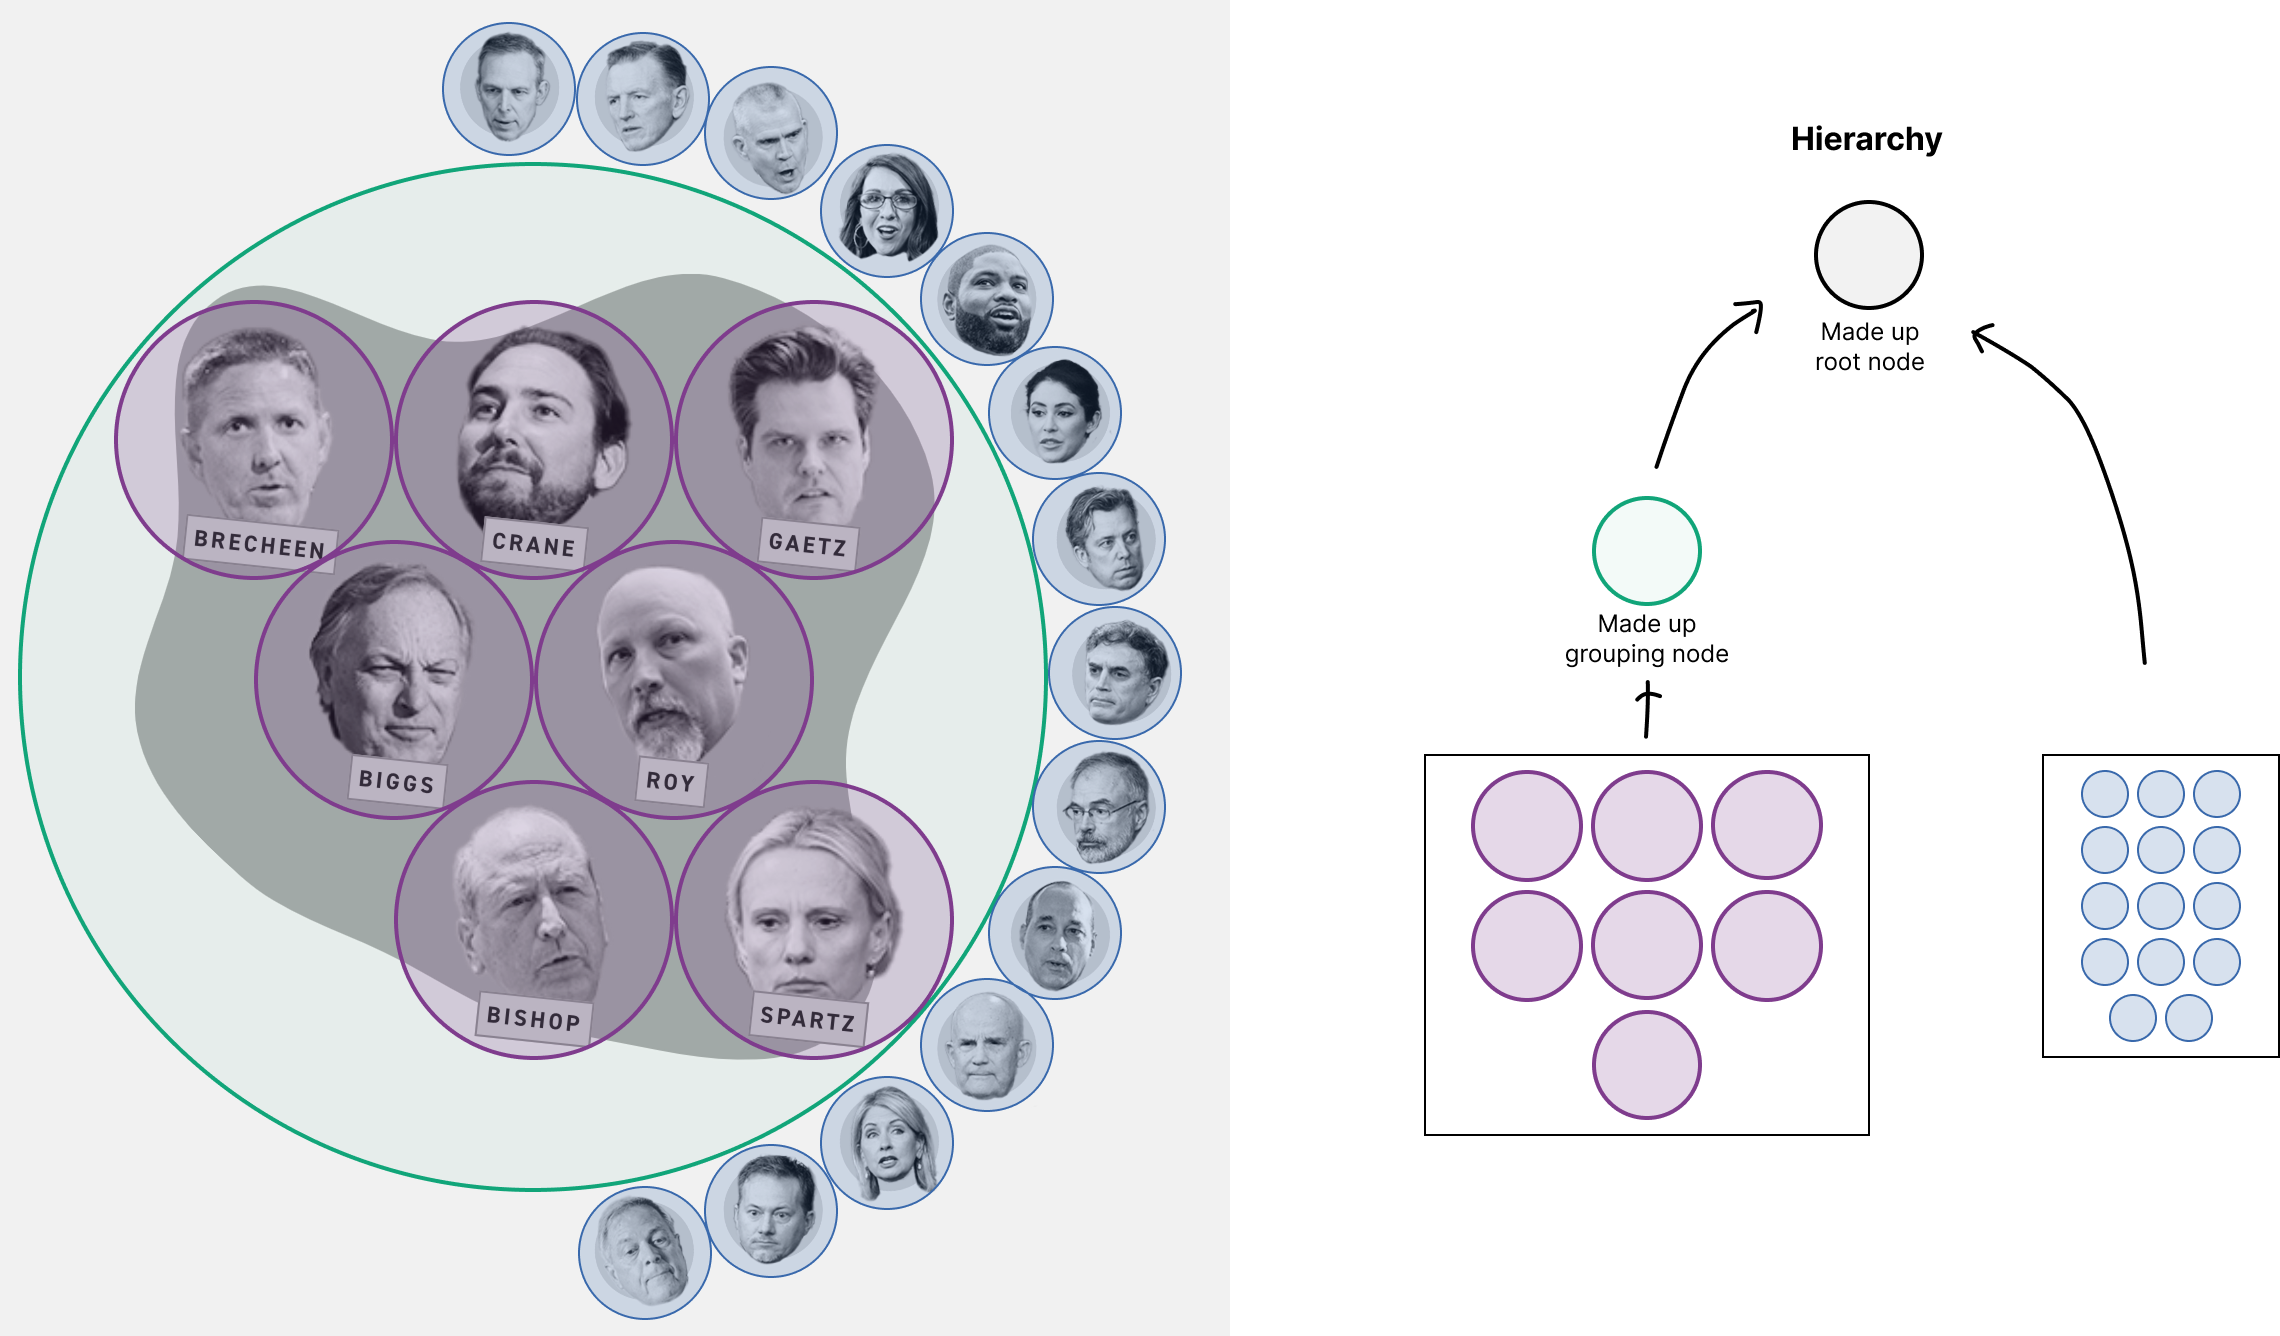 BRECHEEN
CRANE
GAETZ
BIGGS
ROY
BISHOP
SPARTZ
Hierarchy
Made up
root node
Made up
grouping node